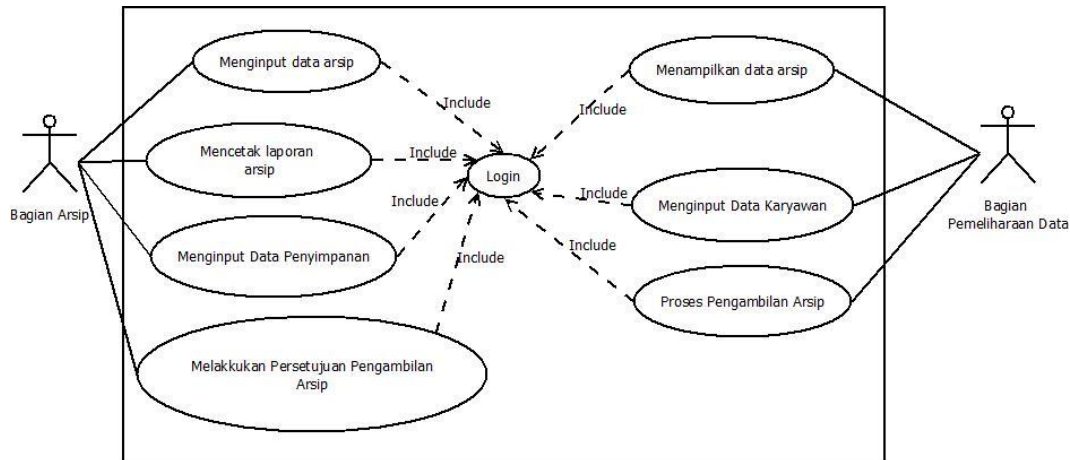 Menginput data arsip
Menampilkan data arsip
Include
Include
Mencetak laporan
arsip
Include
Login
Bagian Arsip
Include
Include
Menginput Data Karyawan
Bagian
Pemeliharaan Data
Menginput Data Penyimpanan
Include
Include
Proses Pengambilan Arsip
Melakkukan Persetujuan Pengambilan
Arsip